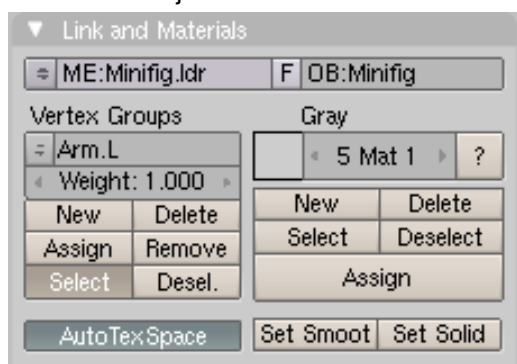 Link and Materials
ME:Minifig.ldr F OB:Minifig
Vertex Groups Gray
Arm.L
5 Mat 1 ?
Weight: 1.000
New Delete New Delete
Assign Remove Select Deselect
Select Desel. Assign
AutoTexSpace Set Smoot Set Solid